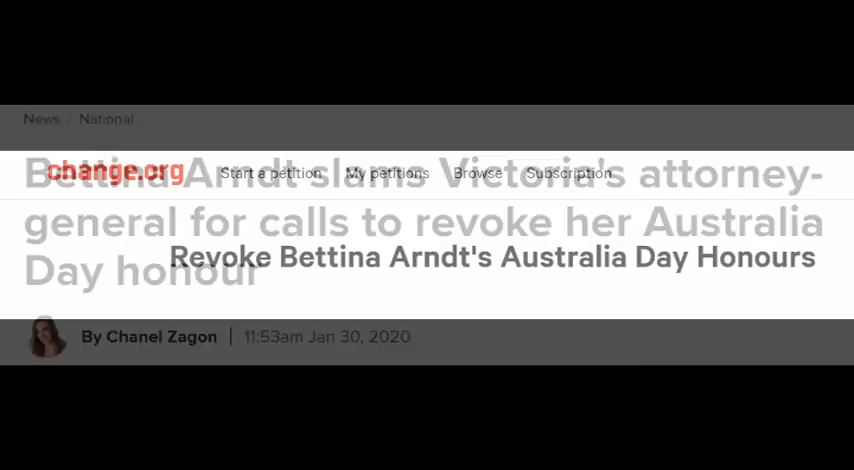 News / National
Bettina Arndt slams Victoria's attorney-
general for calls to revoke her Australia
Day honour
By Chanel Zagon | 11:53am Jan 30, 2020
change.org Start a petition My petitions Browse Subscription
Revoke Bettina Arndt's Australia Day Honours